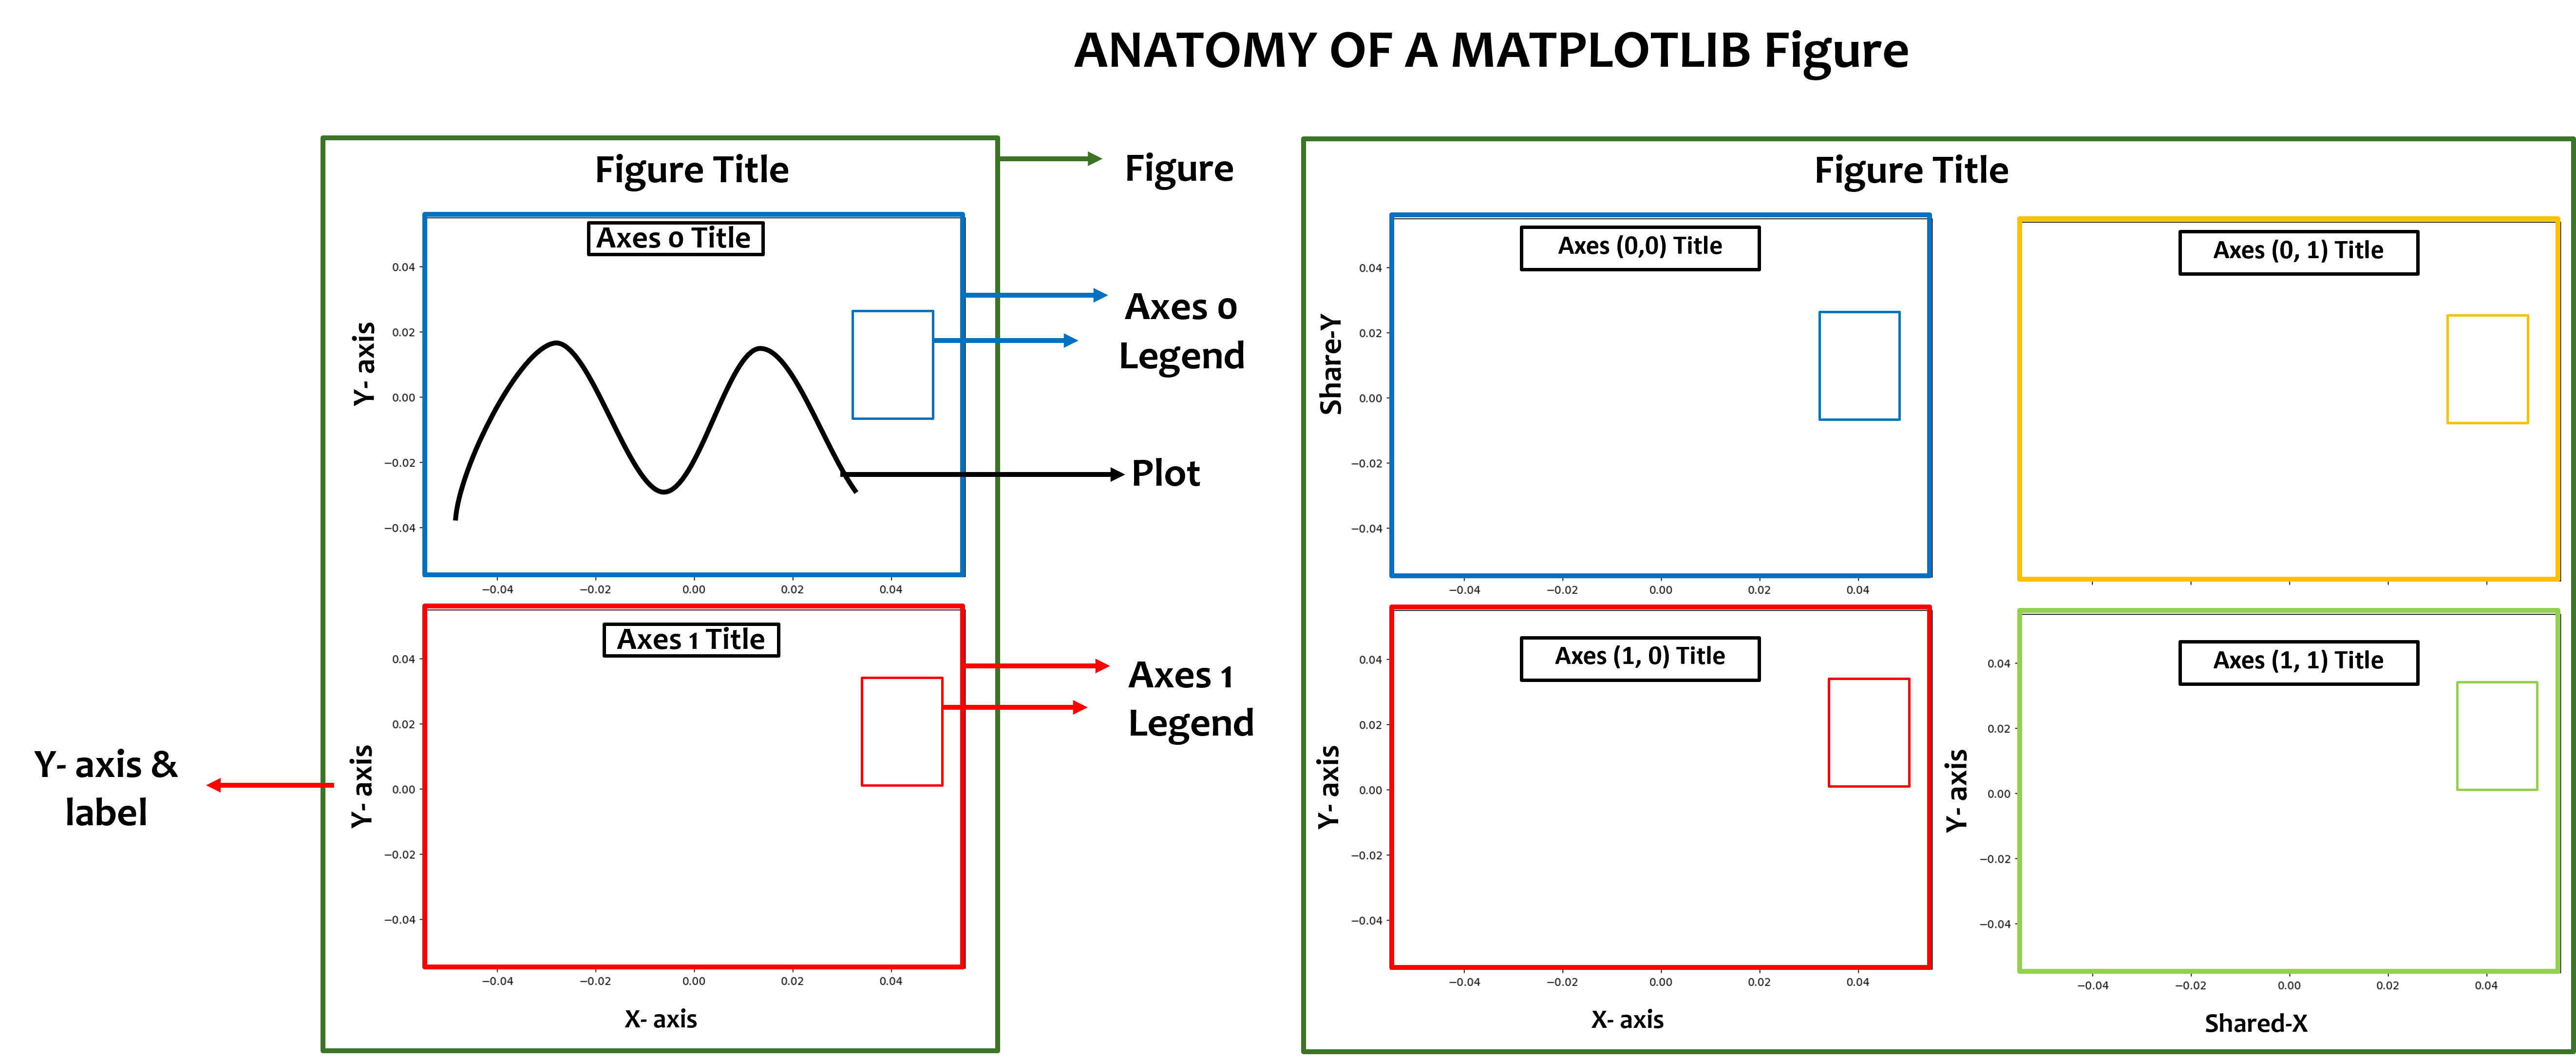 ANATOMY OF A MATPLOTLIB Figure
Figure Title
Figure
Axes 0 Title
Axes 0
Legend
Plot
Y- axis
0.04
0.02
0.00
−0.02
−0.04
−0.04 −0.02 0.00 0.02 0.04
Axes 1 Title
Axes 1
Legend
Y- axis &
label
Y- axis
0.04
0.02
0.00
−0.02
−0.04
−0.04 −0.02 0.00 0.02 0.04
X- axis
Figure Title
Axes (0,0) Title
Share-Y
0.04
0.02
0.00
−0.02
−0.04
−0.04 −0.02 0.00 0.02 0.04
Axes (0, 1) Title
Axes (1, 0) Title
Y- axis
0.04
0.02
0.00
−0.02
−0.04
−0.04 −0.02 0.00 0.02 0.04
X- axis
Axes (1, 1) Title
Y- axis
0.04
0.02
0.00
−0.02
−0.04
−0.04 −0.02 0.00 0.02 0.04
Shared-X